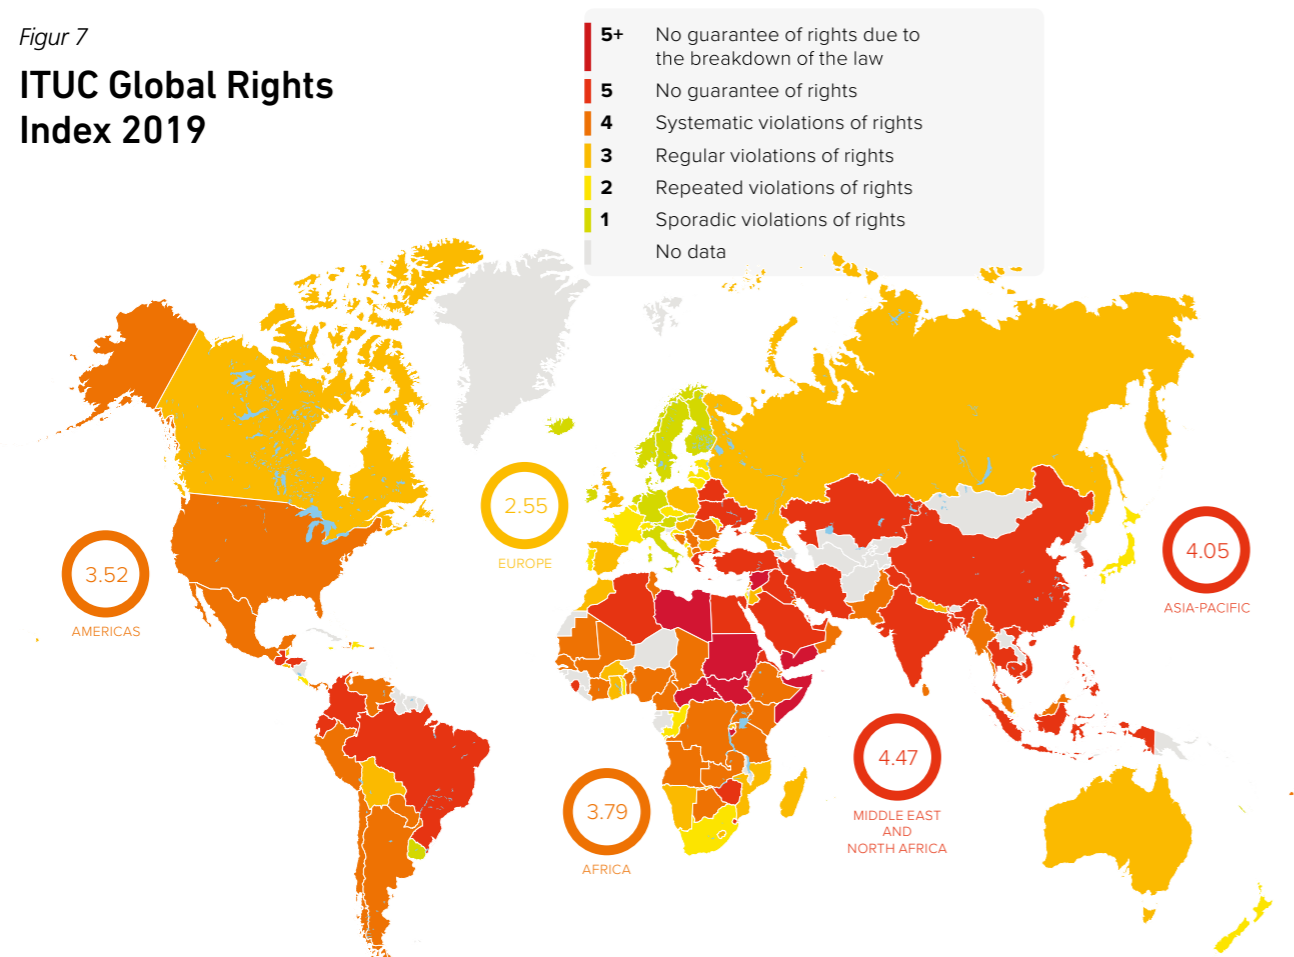 Figur 7
ITUC Global Rights
Index 2019
5+ No guarantee of rights due to
the breakdown of the law
5 No guarantee of rights
4 Systematic violations of rights
3 Regular violations of rights
2 Repeated violations of rights
1 Sporadic violations of rights
No data
2.55
EUROPE
3.52
AMERICAS
4.05
ASIA-PACIFIC
4.47
MIDDLE EAST
AND
NORTH AFRICA
3.79
AFRICA